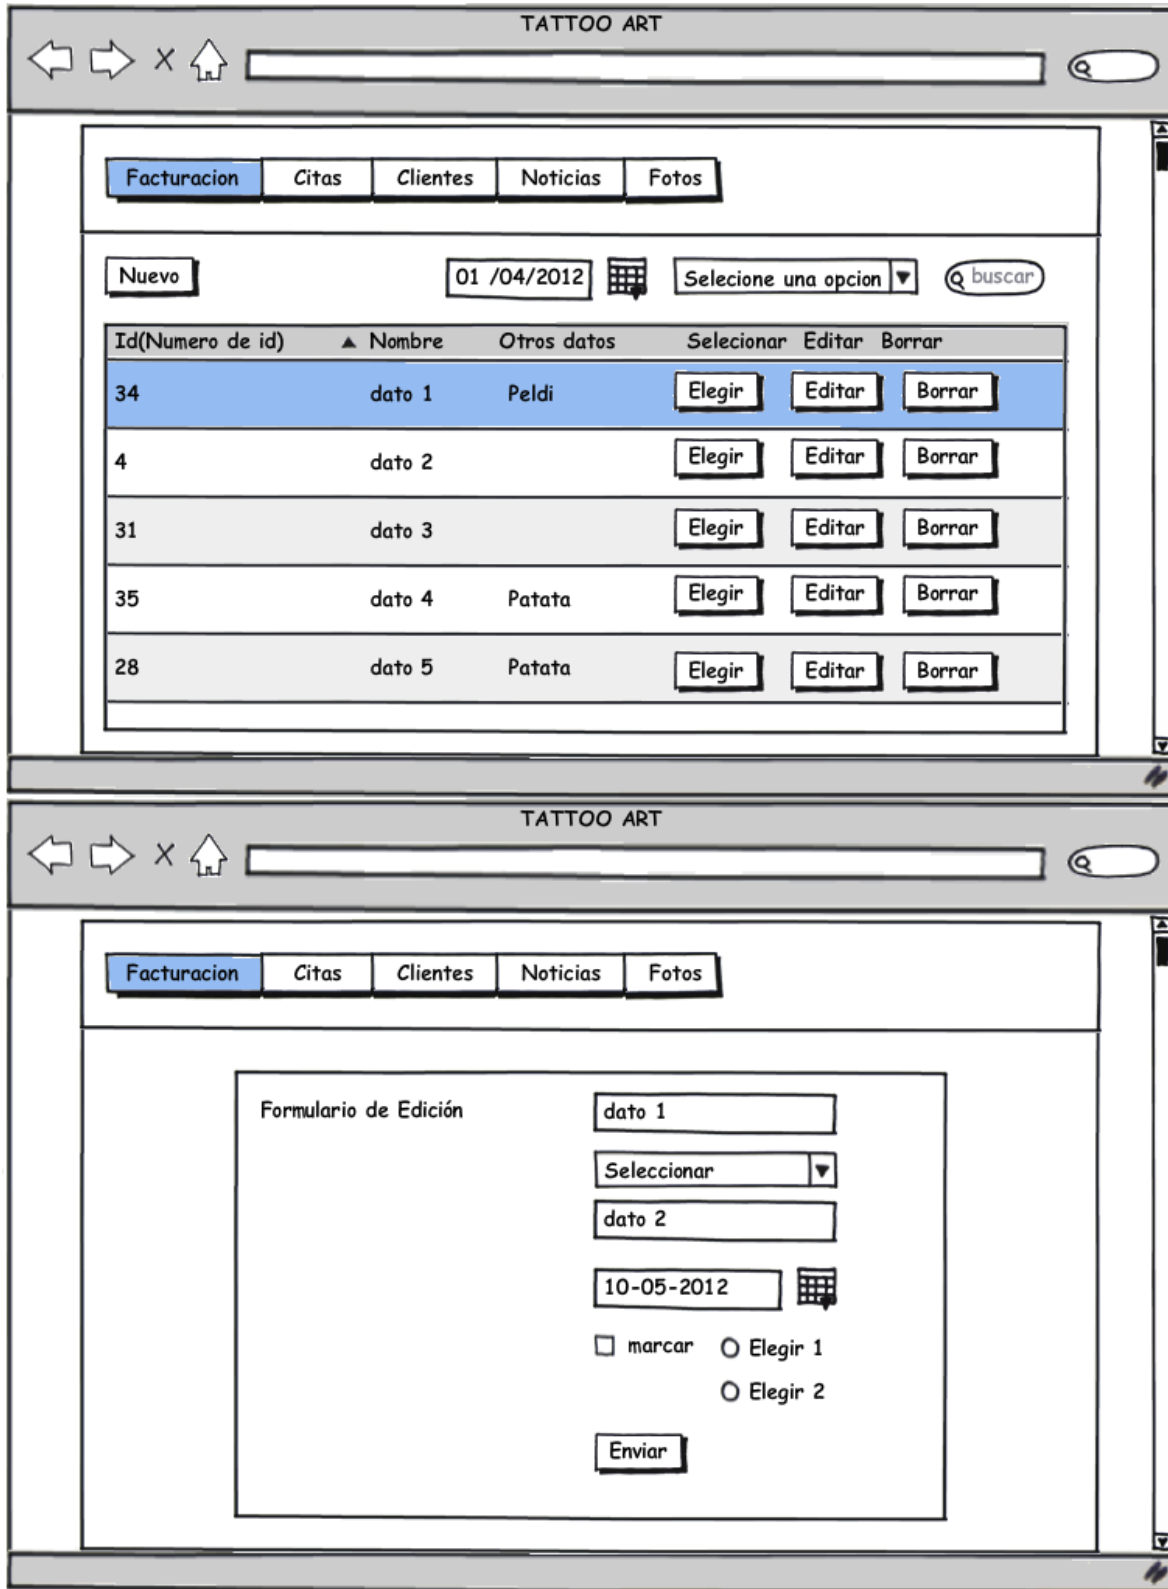 TATTOO ART
Facturacion Citas Clientes Noticias Fotos
Nuevo 01 /04/2012 Selecione una opcion buscar
Id(Numero de id) Nombre Otros datos Selecionar Editar Borrar
34 dato 1 Peldi Elegir Editar Borrar
4 dato 2 Elegir Editar Borrar
31 dato 3 Elegir Editar Borrar
35 dato 4 Patata Elegir Editar Borrar
28 dato 5 Patata Elegir Editar Borrar
TATTOO ART
Facturacion Citas Clientes Noticias Fotos
Formulario de Edición dato 1
Seleccionar
dato 2
10-05-2012
marcar Elegir 1
Elegir 2
Enviar